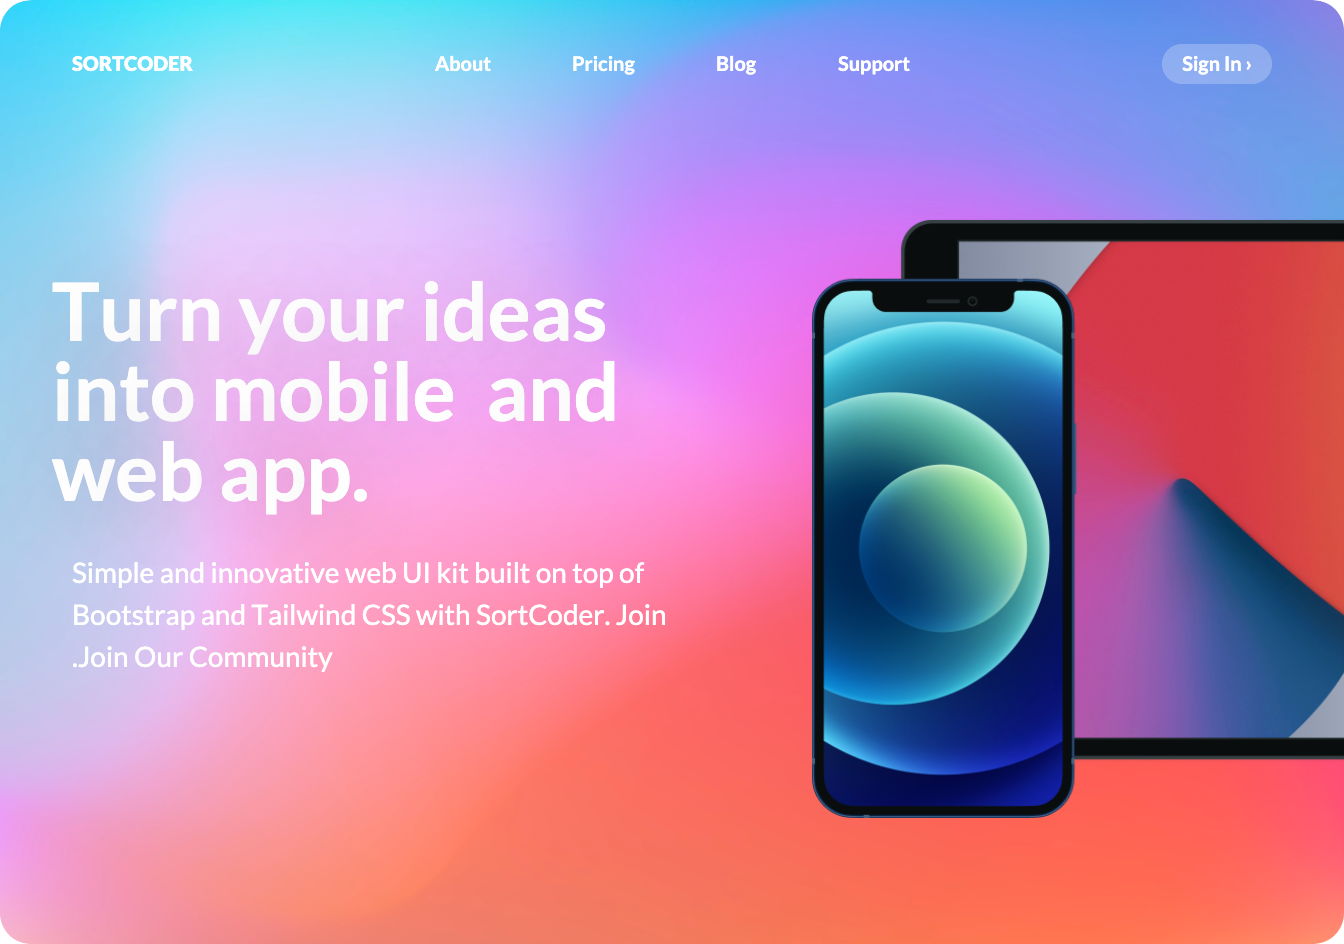 SORTCODER
About
Pricing
Blog
Support
Sign In ›
Turn your ideas
into mobile  and
web app.
Simple and innovative web UI kit built on top of
Bootstrap and Tailwind CSS with SortCoder. Join
.Join Our Community